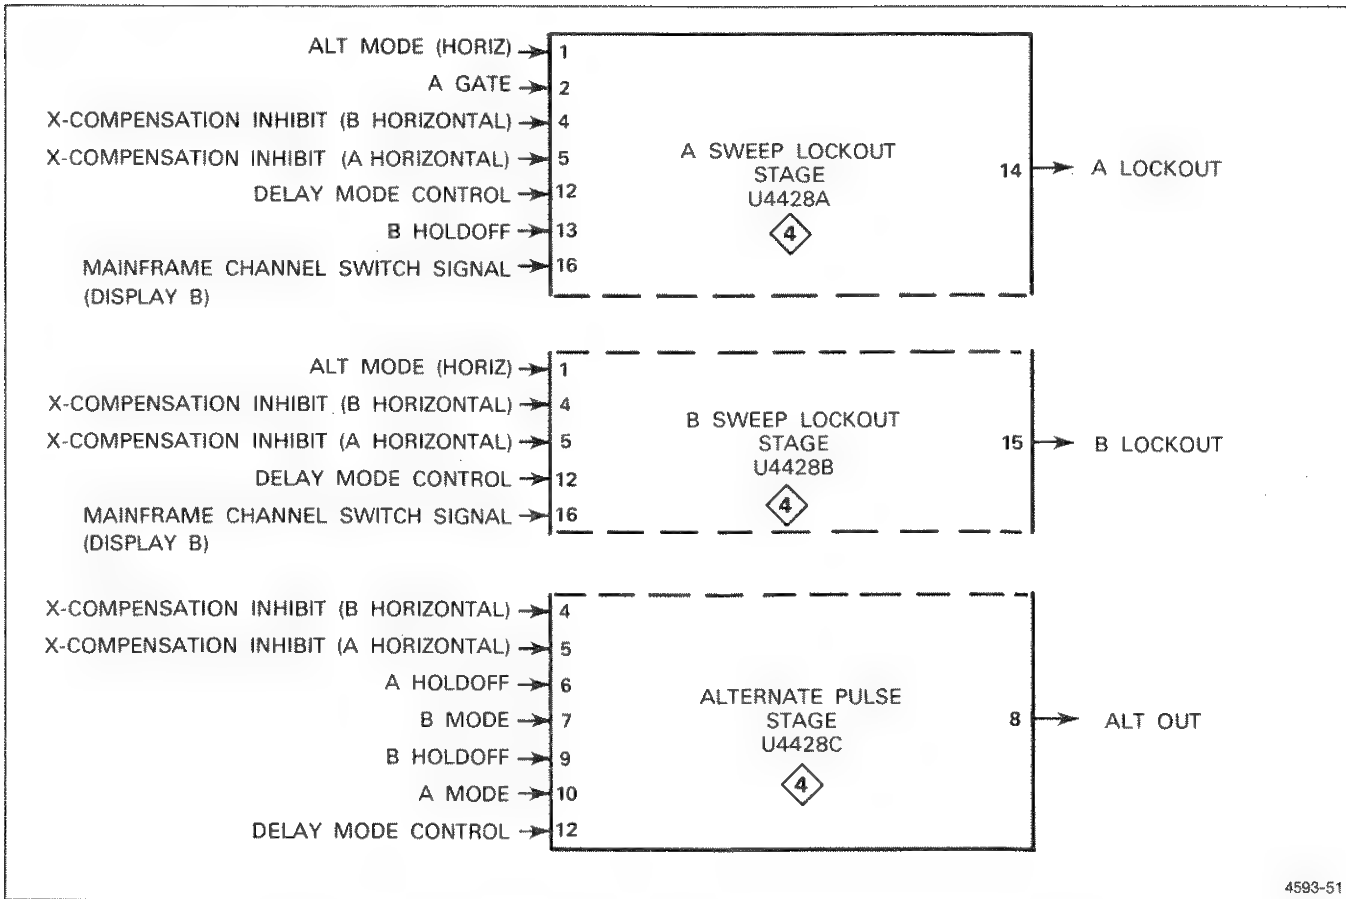 ALT MODE (HORIZ) 1
A GATE 2
X-COMPENSATION INHIBIT (B HORIZONTAL) 4
X-COMPENSATION INHIBIT (A HORIZONTAL) 5
DELAY MODE CONTROL 12
B HOLDOFF 13
MAINFRAME CHANNEL SWITCH SIGNAL 16
(DISPLAY B)
A SWEEP LOCKOUT
STAGE
U4428A
4
14 A LOCKOUT
ALT MODE (HORIZ) 1
X-COMPENSATION INHIBIT (B HORIZONTAL) 4
X-COMPENSATION INHIBIT (A HORIZONTAL) 5
DELAY MODE CONTROL 12
MAINFRAME CHANNEL SWITCH SIGNAL 16
(DISPLAY B)
B SWEEP LOCKOUT
STAGE
U4428B
4
15 B LOCKOUT
X-COMPENSATION INHIBIT (B HORIZONTAL) 4
X-COMPENSATION INHIBIT (A HORIZONTAL) 5
A HOLDOFF 6
B MODE 7
B HOLDOFF 9
A MODE 10
DELAY MODE CONTROL 12
ALTERNATE PULSE
STAGE
U4428C
4
8 ALT OUT
4593-51